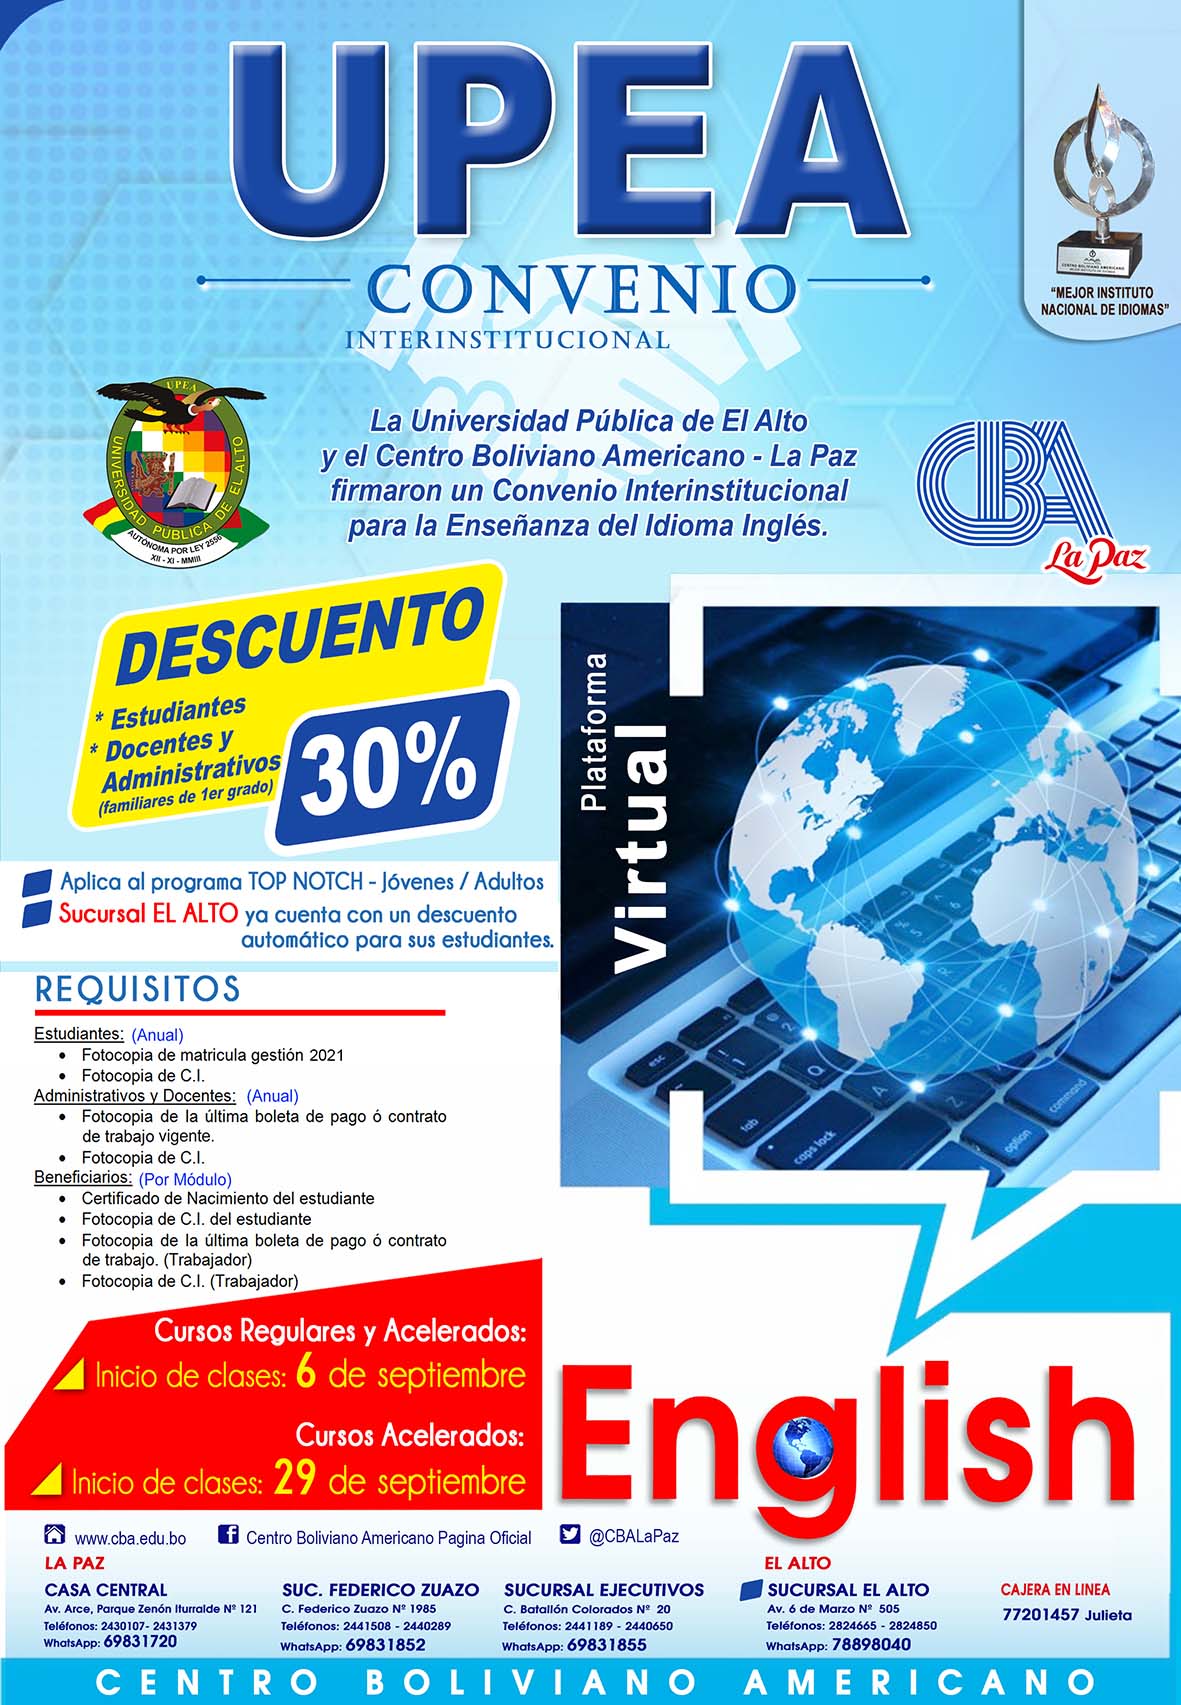 UPEA
CONVENIO
INTERINSTITUCIONAL
CENTRO BOLIVIANO AMERICANO
"MEJOR INSTITUTO
NACIONAL DE IDIOMAS"
UPEA
UNIVERSIDAD PÚBLICA DE EL ALTO
AUTÓNOMA POR LEY 2556
XII - XI - MMIII
La Universidad Pública de El Alto
y el Centro Boliviano Americano - La Paz
firmaron un Convenio Interinstitucional
para la Enseñanza del Idioma Inglés.
CBA
La Paz
DESCUENTO
* Estudiantes
* Docentes y
Administrativos
(familiares de 1er grado)
30%
Plataforma
Virtual
Aplica al programa TOP NOTCH - Jóvenes / Adultos
Sucursal EL ALTO ya cuenta con un descuento
automático para sus estudiantes.
REQUISITOS
Estudiantes: (Anual)
• Fotocopia de matricula gestión 2021
• Fotocopia de C.I.
Administrativos y Docentes: (Anual)
• Fotocopia de la última boleta de pago ó contrato
de trabajo vigente.
• Fotocopia de C.I.
Beneficiarios: (Por Módulo)
• Certificado de Nacimiento del estudiante
• Fotocopia de C.I. del estudiante
• Fotocopia de la última boleta de pago ó contrato
de trabajo. (Trabajador)
• Fotocopia de C.I. (Trabajador)
esc
tab
caps lock
option
command
Cursos Regulares y Acelerados:
Inicio de clases: 6 de septiembre
Cursos Acelerados:
Inicio de clases: 29 de septiembre
English
www.cba.edu.bo
Centro Boliviano Americano Pagina Oficial
@CBALaPaz
LA PAZ
CASA CENTRAL
Av. Arce, Parque Zenón Iturralde Nº 121
Teléfonos: 2430107- 2431379
WhatsApp: 69831720
SUC. FEDERICO ZUAZO
C. Federico Zuazo Nº 1985
Teléfonos: 2441508 - 2440289
WhatsApp: 69831852
SUCURSAL EJECUTIVOS
C. Batallón Colorados Nº 20
Teléfonos: 2441189 - 2440650
WhatsApp: 69831855
EL ALTO
SUCURSAL EL ALTO
Av. 6 de Marzo Nº 505
Teléfonos: 2824665 - 2824850
WhatsApp: 78898040
CAJERA EN LINEA
77201457 Julieta
CENTRO BOLIVIANO AMERICANO